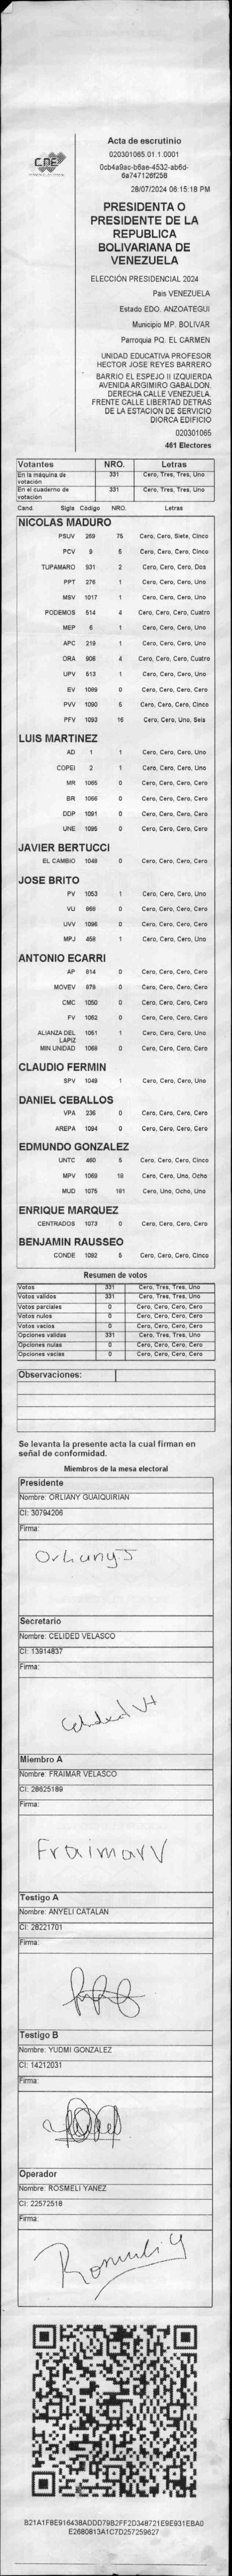 CNE
Acta de escrutinio
020301065.01.1.0001
0cb4a9ac-b6ae-4532-ab6d-
6a747126f258
28/07/2024 06:15:18 PM
PRESIDENTA O
PRESIDENTE DE LA
REPUBLICA
BOLIVARIANA DE
VENEZUELA
ELECCIÓN PRESIDENCIAL 2024
Pais VENEZUELA
Estado EDO. ANZOATEGUI
Municipio MP. BOLIVAR
Parroquia PQ. EL CARMEN
UNIDAD EDUCATIVA PROFESOR
HECTOR JOSE REYES BARRERO
BARRIO EL ESPEJO II IZQUIERDA
AVENIDA ARGIMIRO GABALDON.
DERECHA CALLE VENEZUELA.
FRENTE CALLE LIBERTAD DETRAS
DE LA ESTACION DE SERVICIO
DIORCA EDIFICIO
020301065
461 Electores
Votantes NRO. Letras
En la máquina de votación 331 Cero, Tres, Tres, Uno
En el cuaderno de votación 331 Cero, Tres, Tres, Uno
Cand. Sigla Código NRO. Letras
NICOLAS MADURO
PSUV 269 75 Cero, Cero, Siete, Cinco
PCV 9 5 Cero, Cero, Cero, Cinco
TUPAMARO 931 2 Cero, Cero, Cero, Dos
PPT 276 1 Cero, Cero, Cero, Uno
MSV 1017 1 Cero, Cero, Cero, Uno
PODEMOS 514 4 Cero, Cero, Cero, Cuatro
MEP 6 1 Cero, Cero, Cero, Uno
APC 219 1 Cero, Cero, Cero, Uno
ORA 906 4 Cero, Cero, Cero, Cuatro
UPV 513 1 Cero, Cero, Cero, Uno
EV 1089 0 Cero, Cero, Cero, Cero
PVV 1090 5 Cero, Cero, Cero, Cinco
PFV 1093 16 Cero, Cero, Uno, Seis
LUIS MARTINEZ
AD 1 1 Cero, Cero, Cero, Uno
COPEI 2 1 Cero, Cero, Cero, Uno
MR 1065 0 Cero, Cero, Cero, Cero
BR 1066 0 Cero, Cero, Cero, Cero
DDP 1091 0 Cero, Cero, Cero, Cero
UNE 1095 0 Cero, Cero, Cero, Cero
JAVIER BERTUCCI
EL CAMBIO 1048 0 Cero, Cero, Cero, Cero
JOSE BRITO
PV 1053 1 Cero, Cero, Cero, Uno
VU 868 0 Cero, Cero, Cero, Cero
UVV 1096 0 Cero, Cero, Cero, Cero
MPJ 458 1 Cero, Cero, Cero, Uno
ANTONIO ECARRI
AP 814 0 Cero, Cero, Cero, Cero
MOVEV 979 0 Cero, Cero, Cero, Cero
CMC 1050 0 Cero, Cero, Cero, Cero
FV 1052 0 Cero, Cero, Cero, Cero
ALIANZA DEL LAPIZ 1051 1 Cero, Cero, Cero, Uno
MIN UNIDAD 1068 0 Cero, Cero, Cero, Cero
CLAUDIO FERMIN
SPV 1049 1 Cero, Cero, Cero, Uno
DANIEL CEBALLOS
VPA 236 0 Cero, Cero, Cero, Cero
AREPA 1094 0 Cero, Cero, Cero, Cero
EDMUNDO GONZALEZ
UNTC 460 5 Cero, Cero, Cero, Cinco
MPV 1069 18 Cero, Cero, Uno, Ocho
MUD 1075 181 Cero, Uno, Ocho, Uno
ENRIQUE MARQUEZ
CENTRADOS 1073 0 Cero, Cero, Cero, Cero
BENJAMIN RAUSSEO
CONDE 1092 5 Cero, Cero, Cero, Cinco
Resumen de votos
Votos 331 Cero, Tres, Tres, Uno
Votos validos 331 Cero, Tres, Tres, Uno
Votos parciales 0 Cero, Cero, Cero, Cero
Votos nulos 0 Cero, Cero, Cero, Cero
Votos vacios 0 Cero, Cero, Cero, Cero
Opciones validas 331 Cero, Tres, Tres, Uno
Opciones nulas 0 Cero, Cero, Cero, Cero
Opciones vacias 0 Cero, Cero, Cero, Cero
Observaciones:
Se levanta la presente acta la cual firman en
señal de conformidad.
Miembros de la mesa electoral
Presidente
Nombre: ORLIANY GUAIQUIRIAN
CI: 30794206
Firma:
Secretario
Nombre: CELIDED VELASCO
CI: 13914837
Firma:
Celided V
Miembro A
Nombre: FRAIMAR VELASCO
CI: 28625189
Firma:
Fraimar V
Testigo A
Nombre: ANYELI CATALAN
CI: 28221701
Firma:
Testigo B
Nombre: YUDMI GONZALEZ
CI: 14212031
Firma:
Operador
Nombre: ROSMELI YANEZ
CI: 22572518
Firma:
Rosmeli Y
B21A1F8E916438ADDD79B2FF2D348721E9E931EBA0
E2680813A1C7D257259627